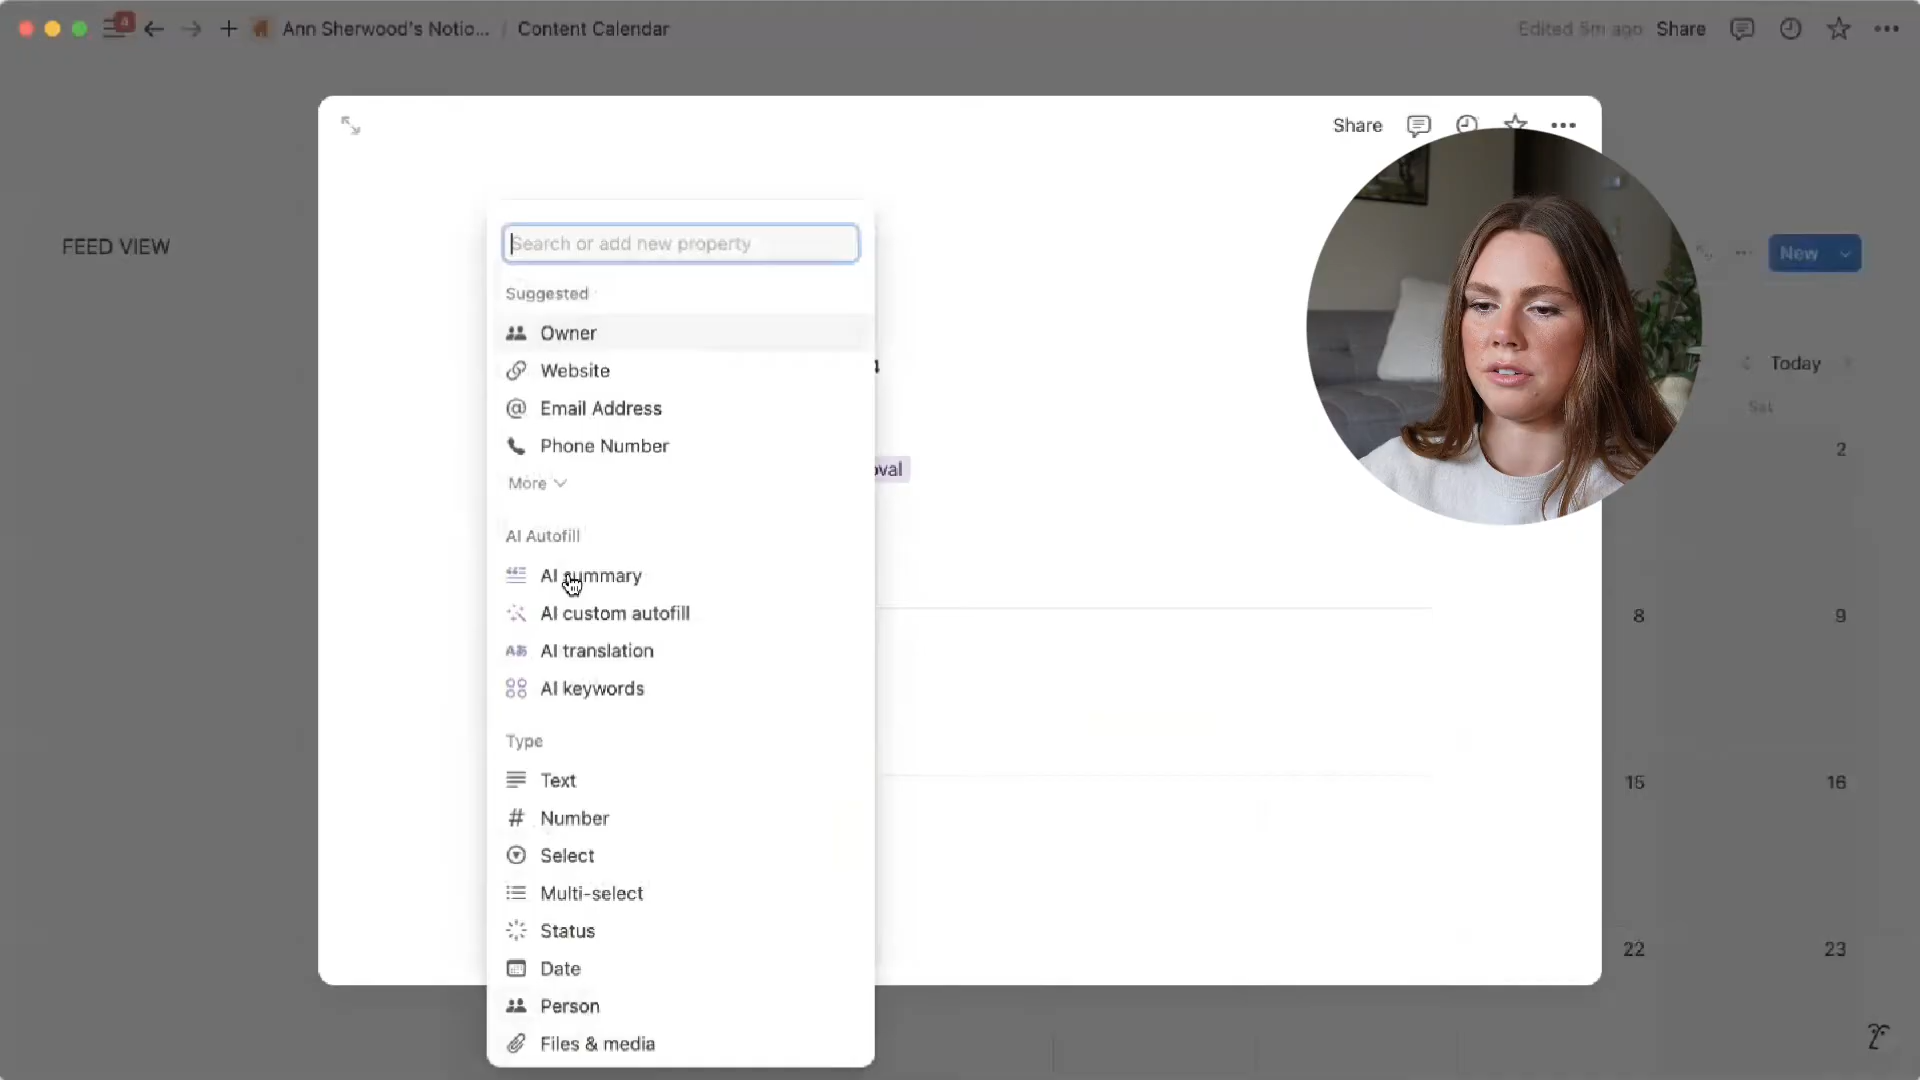 4
Ann Sherwood's Notio... / Content Calendar
Edited 5m ago Share
Share
FEED VIEW
New
Search or add new property
Suggested
Owner
Website
Email Address
Phone Number
More
oval
Today
Sat
2
AI Autofill
AI summary
AI custom autofill
AI translation
AI keywords
8 9
Type
Text
Number
Select
Multi-select
Status
Date
Person
Files & media
15 16
22 23